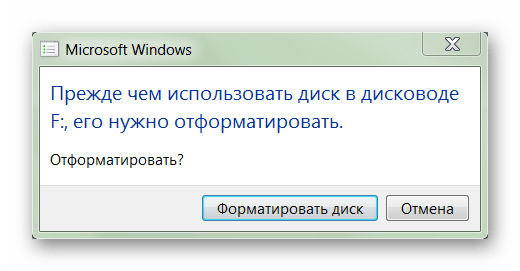 Microsoft Windows
Прежде чем использовать диск в дисководе
F:, его нужно отформатировать.
Отформатировать?
Форматировать диск
Отмена